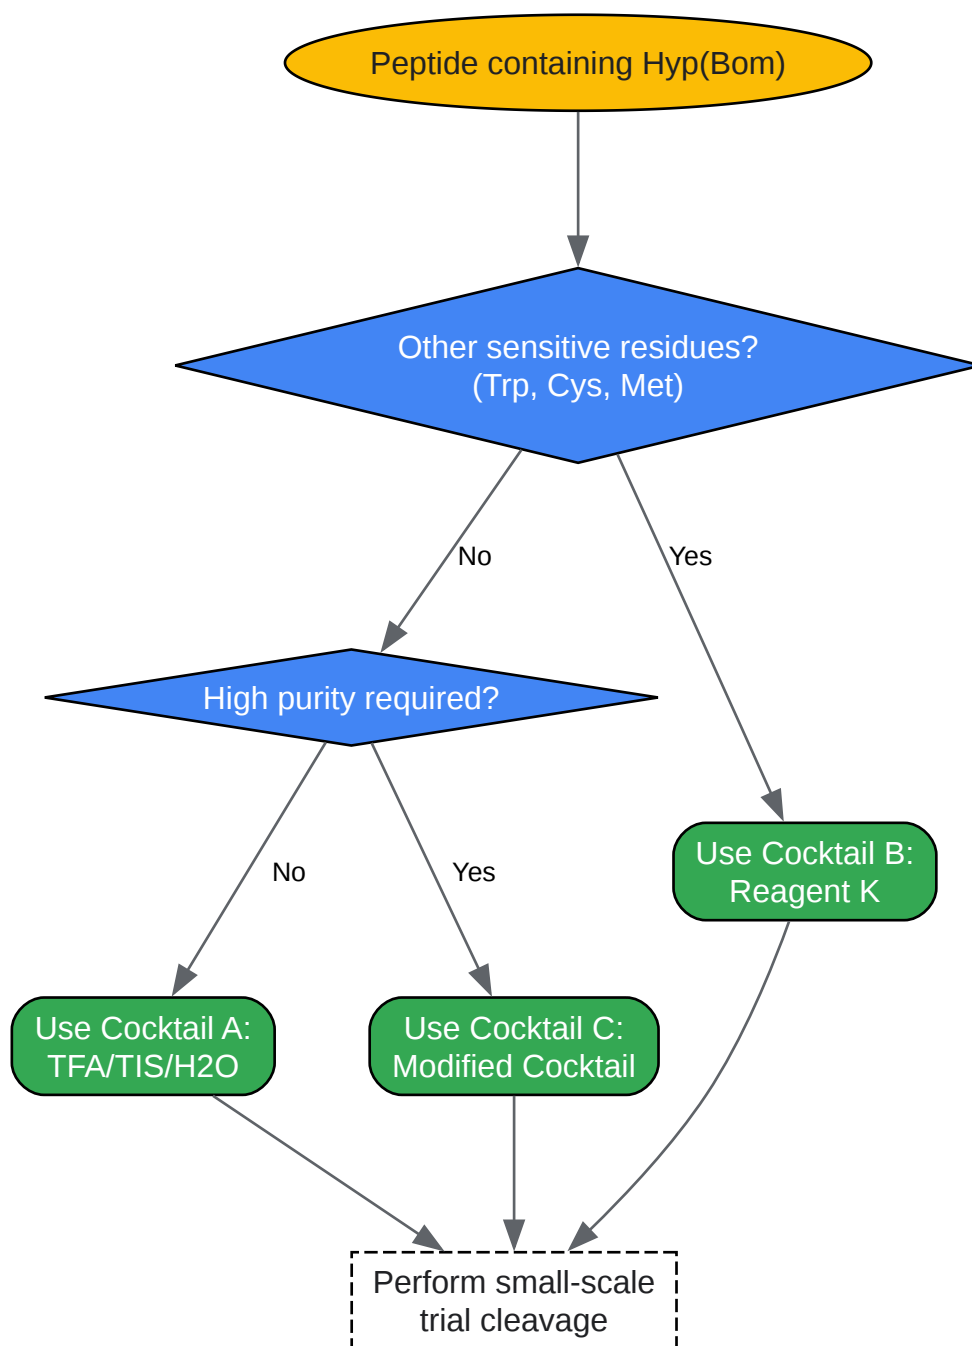 Peptide containing Hyp(Bom)
Other sensitive residues?
(Trp, Cys, Met)
No
Yes
High purity required?
No
Yes
Use Cocktail B:
Reagent K
Use Cocktail A:
TFA/TIS/H2O
Use Cocktail C:
Modified Cocktail
Perform small-scale
trial cleavage